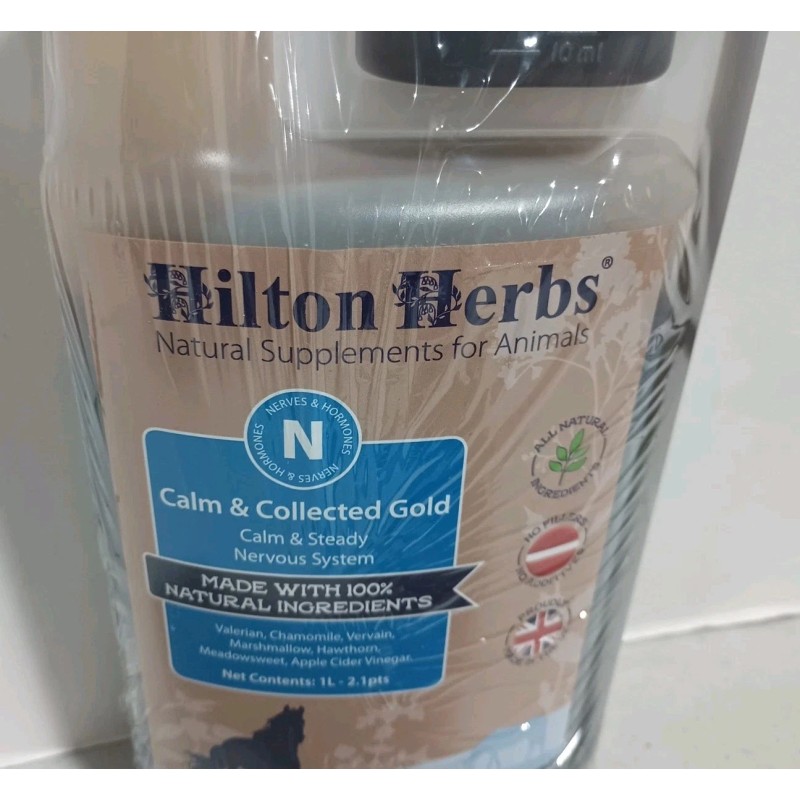 10 ml
Hilton Herbs®
Natural Supplements for Animals
NERVES & HORMONES
N
NERVES & HORMONES
Calm & Collected Gold
Calm & Steady
Nervous System
MADE WITH 100%
NATURAL INGREDIENTS
Valerian, Chamomile, Vervain,
Marshmallow, Hawthorn,
Meadowsweet, Apple Cider Vinegar.
Net Contents: 1L - 2.1pts
ALL NATURAL
INGREDIENTS
NO FILLERS